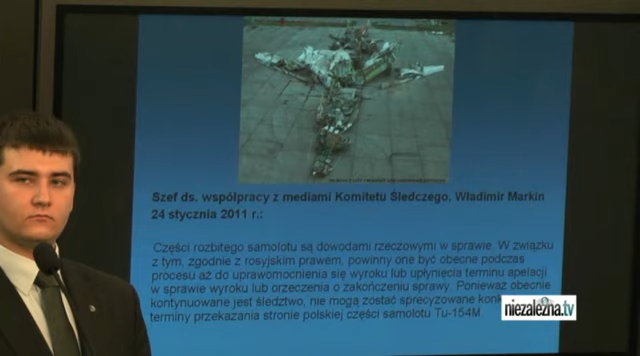 Szef ds. współpracy z mediami Komitetu Śledczego, Władimir Markin
24 stycznia 2011 r.:
Części rozbitego samolotu są dowodami rzeczowymi w sprawie. W związku
z tym, zgodnie z rosyjskim prawem, powinny one być obecne podczas
procesu aż do uprawomocnienia się wyroku lub upłynięcia terminu apelacji
w sprawie wyroku lub orzeczenia o zakończeniu sprawy. Ponieważ obecnie
kontynuowane jest śledztwo, nie mogą zostać sprecyzowane
terminy przekazania stronie polskiej części samolotu Tu-154M.
niezależna.tv